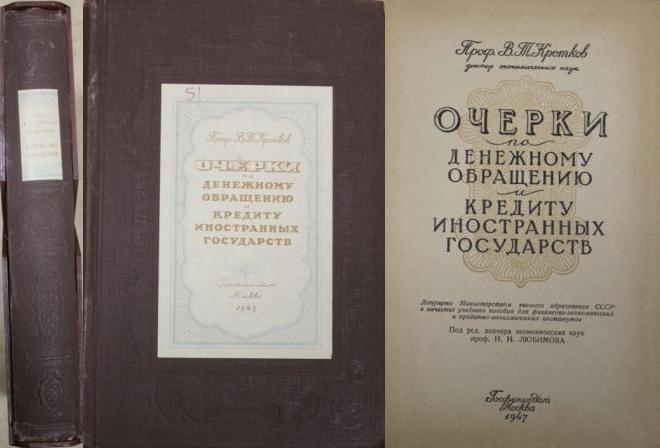 51
Проф. В.Т. Кротков
ОЧЕРКИ
по
ДЕНЕЖНОМУ
ОБРАЩЕНИЮ
и
КРЕДИТУ
ИНОСТРАННЫХ
ГОСУДАРСТВ
Госфиниздат
Москва
1947
Проф. В.Т. Кротков
доктор экономических наук
ОЧЕРКИ
по
ДЕНЕЖНОМУ
ОБРАЩЕНИЮ
и
КРЕДИТУ
ИНОСТРАННЫХ
ГОСУДАРСТВ
Допущено Министерством высшего образования СССР
в качестве учебного пособия для финансово-экономических
и кредитно-экономических институтов
Под ред. доктора экономических наук
проф. Н. Н. ЛЮБИМОВА
Госфиниздат
Москва
1947